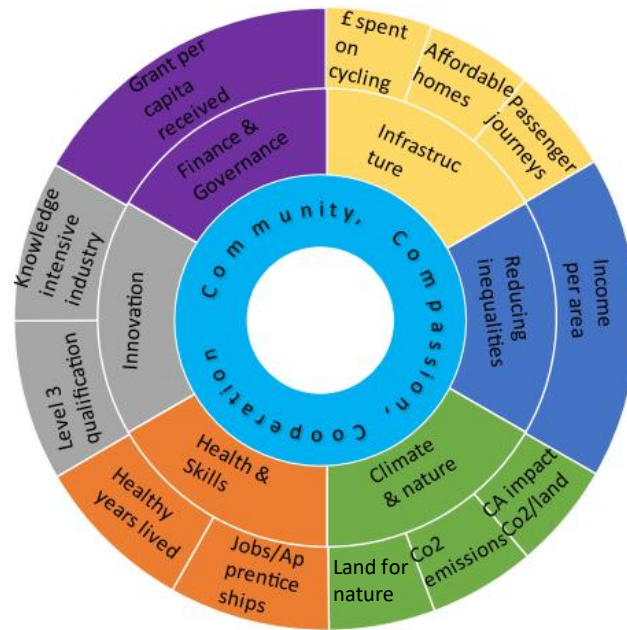 £ spent
on
cycling
Affordable
homes
Passenger
journeys
Infrastruc
ture
Income
per area
Reducing
inequalities
CA impact
Co2/land
Co2
emissions
Land for
nature
Climate
& nature
Jobs/Ap
prentice
ships
Healthy
years lived
Health &
Skills
Level 3
qualification
Knowledge
intensive
industry
Innovation
Grant per
capita
received
Finance &
Governance
Community, Compassion, Cooperation